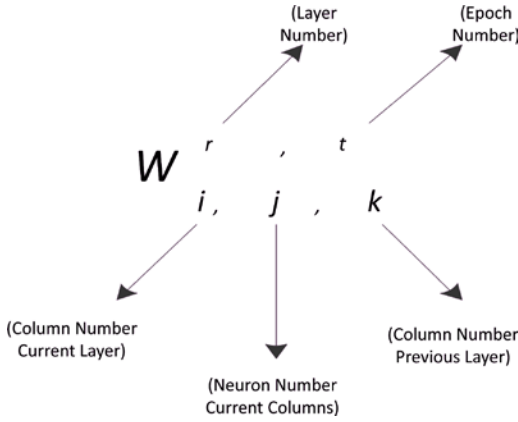 (Layer
Number)
(Epoch
Number)
W
r , t
i, j , k
(Column Number
Current Layer)
(Column Number
Previous Layer)
(Neuron Number
Current Columns)